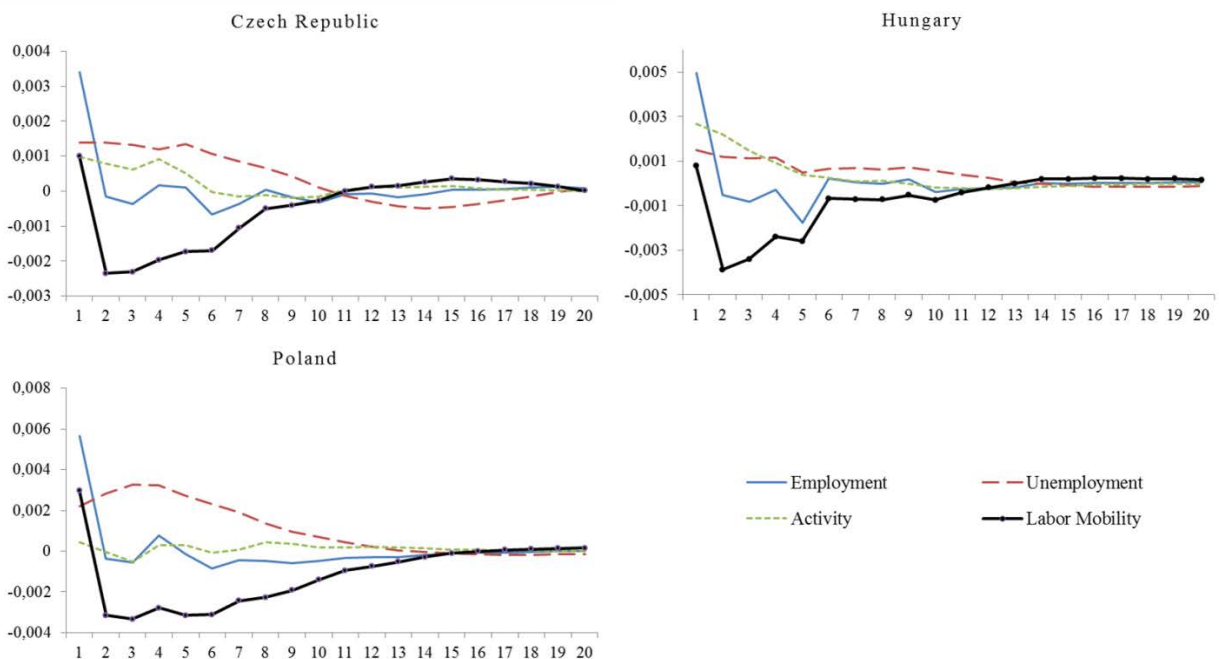 Czech Republic
0,004
0,003
0,002
0,001
0
-0,001
-0,002
-0,003
1 2 3 4 5 6 7 8 9 10 11 12 13 14 15 16 17 18 19 20
Hungary
0,005
0,003
0,001
-0,001
-0,003
-0,005
1 2 3 4 5 6 7 8 9 10 11 12 13 14 15 16 17 18 19 20
Poland
0,008
0,006
0,004
0,002
0
-0,002
-0,004
1 2 3 4 5 6 7 8 9 10 11 12 13 14 15 16 17 18 19 20
Employment Unemployment
Activity Labor Mobility